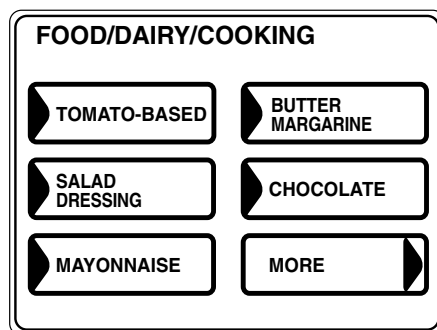 FOOD/DAIRY/COOKING
TOMATO-BASED
BUTTER
MARGARINE
SALAD
DRESSING
CHOCOLATE
MAYONNAISE
MORE